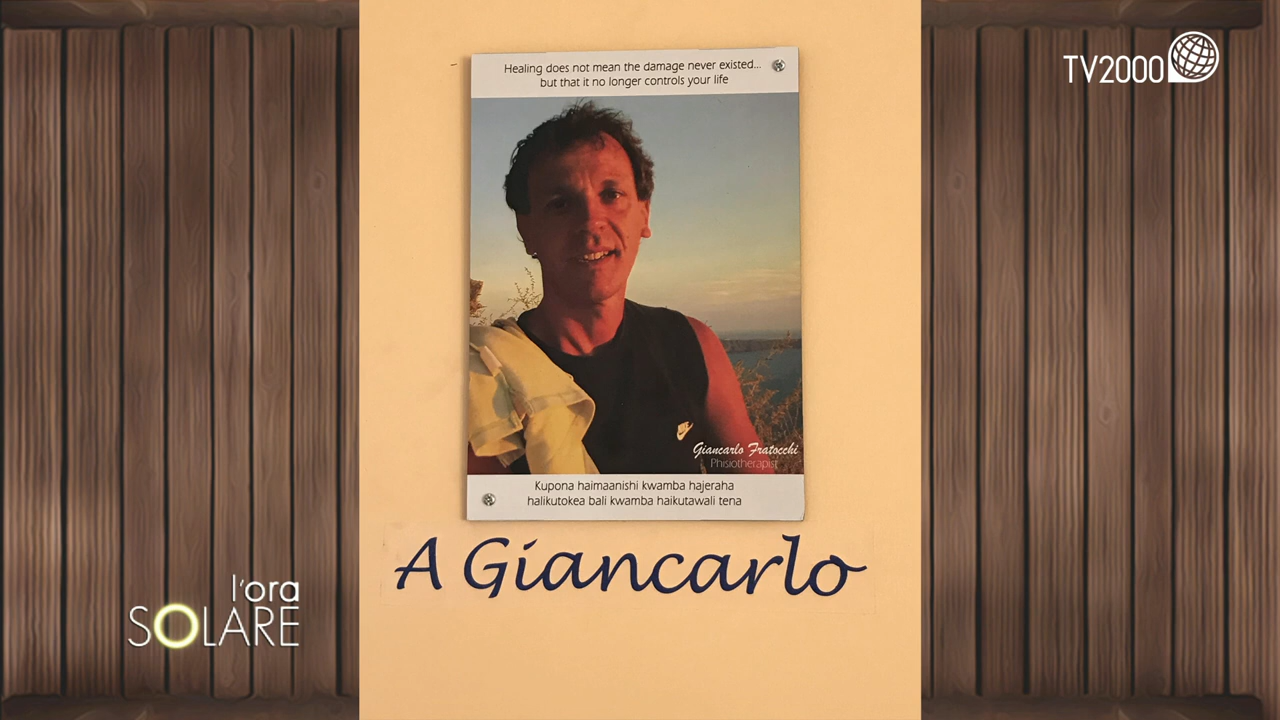 Healing does not mean the damage never existed...
but that it no longer controls your life
TV2000
Giancarlo Fratocchi
Phisiotherapist
Kupona haimaanishi kwamba hajeraha
halikutokea bali kwamba haikutawali tena
A Giancarlo
l'ora
SOLARE